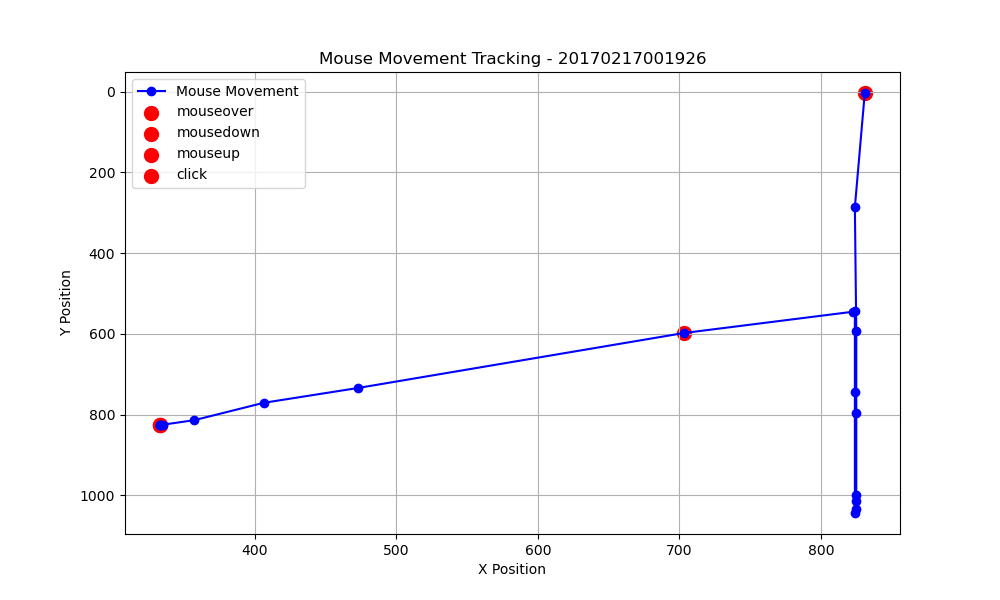 Mouse Movement Tracking - 20170217001926
Mouse Movement
mouseover
mousedown
mouseup
click
0
200
400
600
800
1000
Y Position
400 500 600 700 800
X Position